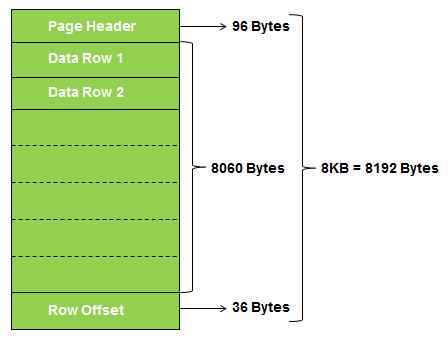 Page Header
96 Bytes
Data Row 1
Data Row 2
8060 Bytes
8KB = 8192 Bytes
Row Offset
36 Bytes